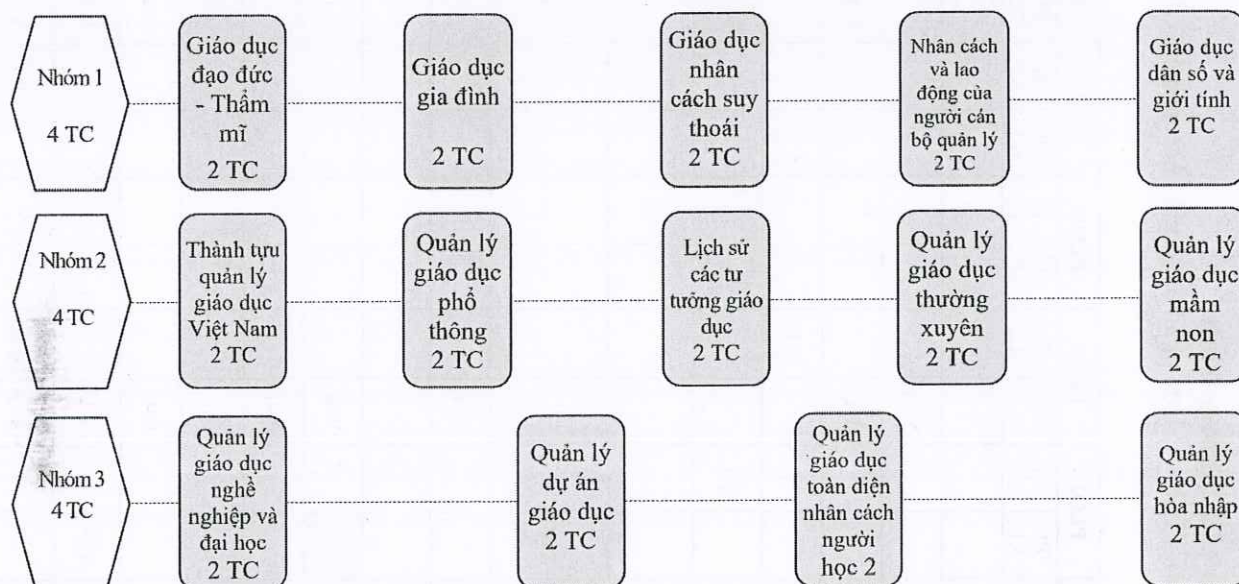 Nhóm 1
4 TC
Giáo dục
đạo đức
- Thẩm
mĩ
2 TC
Giáo dục
gia đình
2 TC
Giáo dục
nhân
cách suy
thoái
2 TC
Nhân cách
và lao
động của
người cán
bộ quản lý
2 TC
Giáo dục
dân số và
giới tính
2 TC
Nhóm 2
4 TC
Thành tựu
quản lý
giáo dục
Việt Nam
2 TC
Quản lý
giáo dục
phổ
thông
2 TC
Lịch sử
các tư
tưởng giáo
dục
2 TC
Quản lý
giáo dục
thường
xuyên
2 TC
Quản lý
giáo dục
mầm
non
2 TC
Nhóm 3
4 TC
Quản lý
giáo dục
nghề
nghiệp và
đại học
2 TC
Quản lý
dự án
giáo dục
2 TC
Quản lý
giáo dục
toàn diện
nhân cách
người
học 2
Quản lý
giáo dục
hòa nhập
2 TC